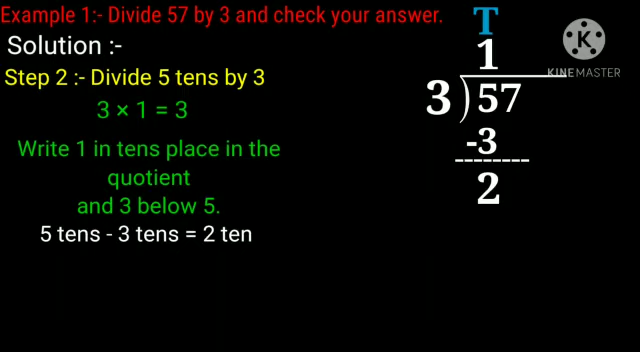 Example 1:- Divide 57 by 3 and check your answer.
Solution :-
Step 2 :- Divide 5 tens by 3
3 × 1 = 3
Write 1 in tens place in the
quotient
and 3 below 5.
5 tens - 3 tens = 2 ten
T
1
3 ) 57
-3
--------
2
K
KINEMASTER